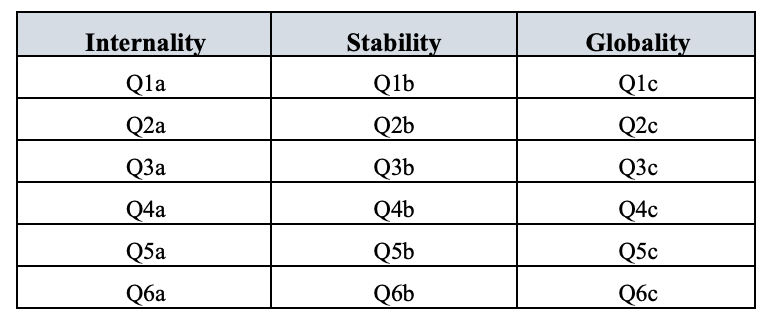 Internality Stability Globality
Q1a Q1b Q1c
Q2a Q2b Q2c
Q3a Q3b Q3c
Q4a Q4b Q4c
Q5a Q5b Q5c
Q6a Q6b Q6c